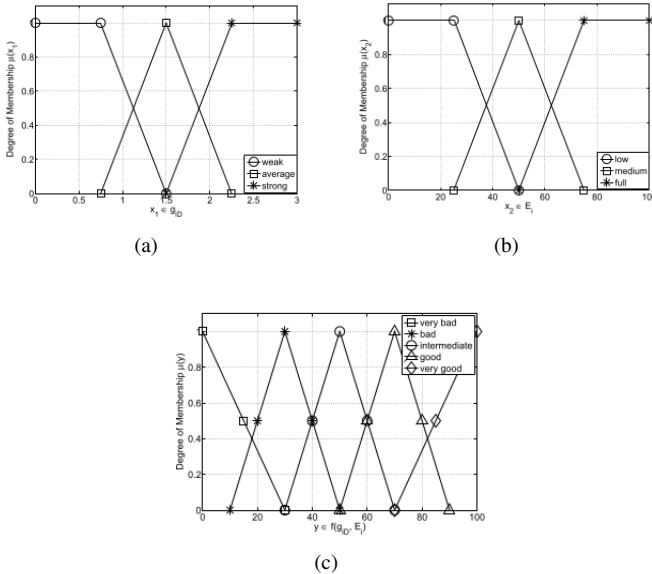 Degree of Membership μ(x₁)
1
0.8
0.6
0.4
0.2
0
0 0.5 1 1.5 2 2.5 3
x₁ ∈ gᵢD
weak
average
strong
(a)
Degree of Membership μ(x₂)
1
0.8
0.6
0.4
0.2
0
0 20 40 60 80 100
x₂ ∈ Eᵢ
low
medium
full
(b)
Degree of Membership μ(y)
1
0.8
0.6
0.4
0.2
0
0 20 40 60 80 100
y ∈ f(gᵢD, Eᵢ)
very bad
bad
intermediate
good
very good
(c)